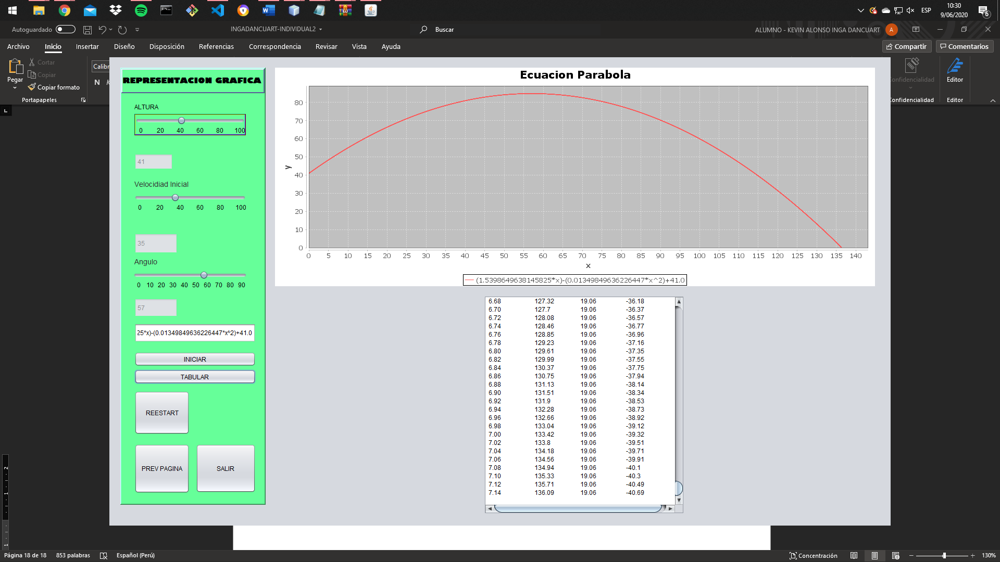 ESP
10:30
9/06/2020
6
Autoguardado
INGADANCUART-INDIVIDUAL2
Buscar
ALUMNO - KEVIN ALONSO INGA DANCUART
A
Archivo Inicio Insertar Diseño Disposición Referencias Correspondencia Revisar Vista Ayuda
Compartir
Comentarios
Pegar
Cortar
Copiar
Copiar formato
Portapapeles
Calibr
N K
onfidencialidad
onfidencialidad
Editor
Editor
REPRESENTACION GRAFICA
ALTURA
0 20 40 60 80 100
41
Velocidiad Inicial
0 20 40 60 80 100
35
Angulo
0 10 20 30 40 50 60 70 80 90
57
25*x)-(0.01349849636226447*x^2)+41.0
INICIAR
TABULAR
REESTART
PREV PAGINA
SALIR
Ecuacion Parabola
y
80
70
60
50
40
30
20
10
0
0 5 10 15 20 25 30 35 40 45 50 55 60 65 70 75 80 85 90 95 100 105 110 115 120 125 130 135 140
x
(1.5398649638145825*x)-(0.01349849636226447*x^2)+41.0
6.68 127.32 19.06 -36.18
6.70 127.7 19.06 -36.37
6.72 128.08 19.06 -36.57
6.74 128.46 19.06 -36.77
6.76 128.85 19.06 -36.96
6.78 129.23 19.06 -37.16
6.80 129.61 19.06 -37.35
6.82 129.99 19.06 -37.55
6.84 130.37 19.06 -37.75
6.86 130.75 19.06 -37.94
6.88 131.13 19.06 -38.14
6.90 131.51 19.06 -38.34
6.92 131.9 19.06 -38.53
6.94 132.28 19.06 -38.73
6.96 132.66 19.06 -38.92
6.98 133.04 19.06 -39.12
7.00 133.42 19.06 -39.32
7.02 133.8 19.06 -39.51
7.04 134.18 19.06 -39.71
7.06 134.56 19.06 -39.91
7.08 134.94 19.06 -40.1
7.10 135.33 19.06 -40.3
7.12 135.71 19.06 -40.49
7.14 136.09 19.06 -40.69
2
1
1
Página 18 de 18 853 palabras Español (Perú)
Concentración
130%